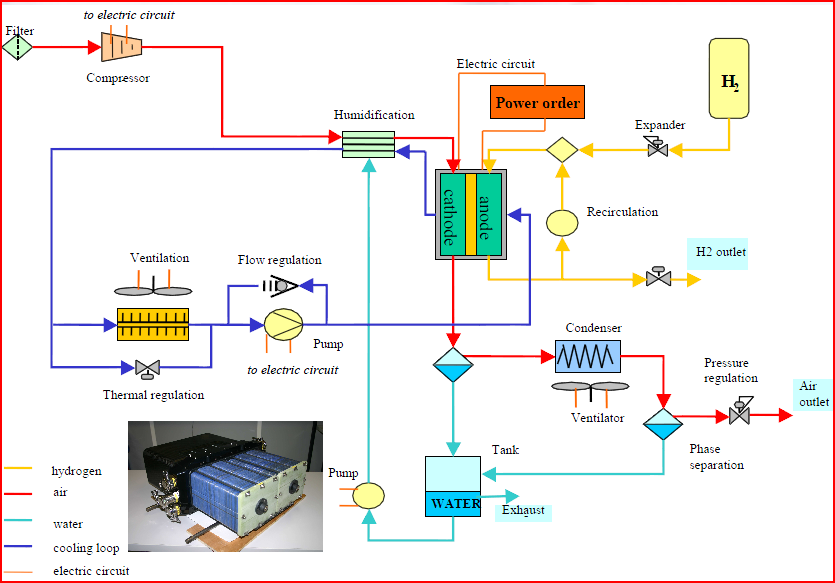 to electric circuit
Filter
Compressor
Electric circuit
Power order
H2
Humidification
Expander
cathode
anode
Recirculation
H2 outlet
Ventilation
Flow regulation
Pump
to electric circuit
Thermal regulation
Condenser
Ventilator
Pressure
regulation
Air
outlet
Phase
separation
Tank
WATER
Exhaust
Pump
hydrogen
air
water
cooling loop
electric circuit